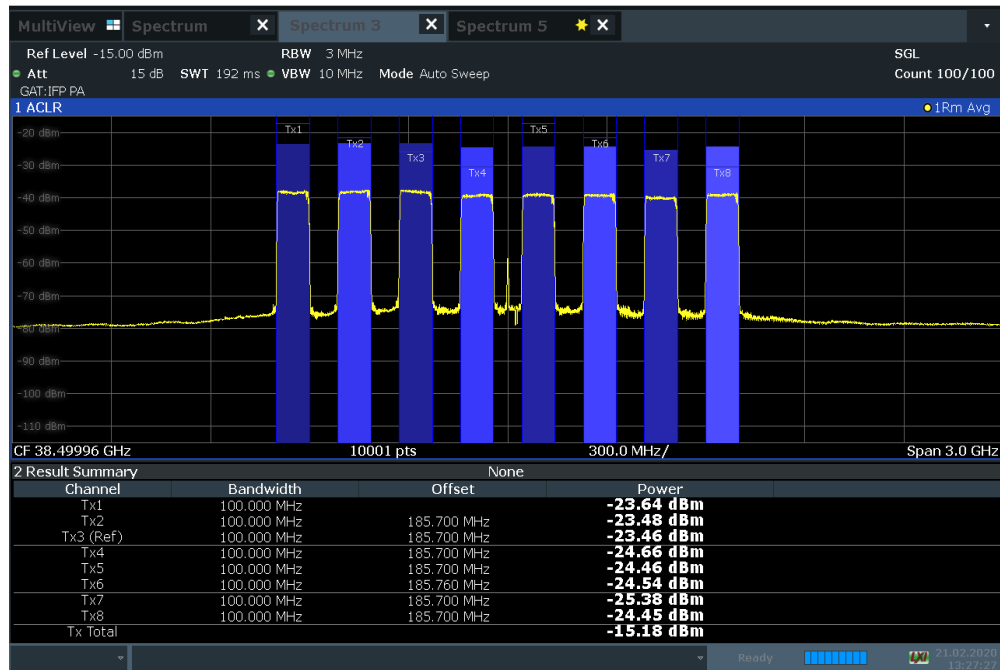 MultiView Spectrum X Spectrum 3 X Spectrum 5 X
Ref Level -15.00 dBm RBW 3 MHz SGL
Att 15 dB SWT 192 ms VBW 10 MHz Mode Auto Sweep Count 100/100
GAT:IFP PA
1 ACLR 1Rm Avg
-20 dBm
Tx1 Tx5
Tx2 Tx6
Tx3 Tx7
-30 dBm
Tx4 Tx8
-40 dBm
-50 dBm
-60 dBm
-70 dBm
-80 dBm
-90 dBm
-100 dBm
-110 dBm
CF 38.49996 GHz 10001 pts 300.0 MHz/ Span 3.0 GHz
2 Result Summary None
Channel Bandwidth Offset Power
Tx1 100.000 MHz -23.64 dBm
Tx2 100.000 MHz 185.700 MHz -23.48 dBm
Tx3 (Ref) 100.000 MHz 185.700 MHz -23.46 dBm
Tx4 100.000 MHz 185.700 MHz -24.66 dBm
Tx5 100.000 MHz 185.700 MHz -24.46 dBm
Tx6 100.000 MHz 185.760 MHz -24.54 dBm
Tx7 100.000 MHz 185.700 MHz -25.38 dBm
Tx8 100.000 MHz 185.700 MHz -24.45 dBm
Tx Total -15.18 dBm
Ready LXI 21.02.2020
13:27:27